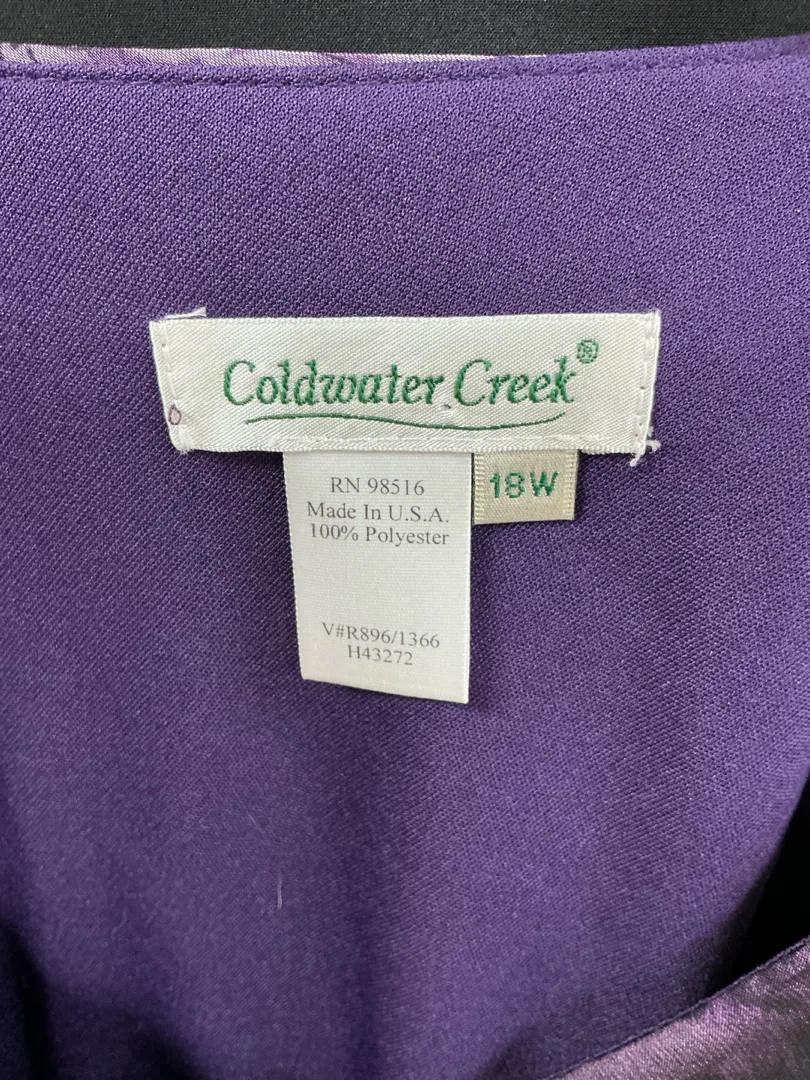 Coldwater Creek®
18W
RN 98516
Made In U.S.A.
100% Polyester
V#R896/1366
H43272